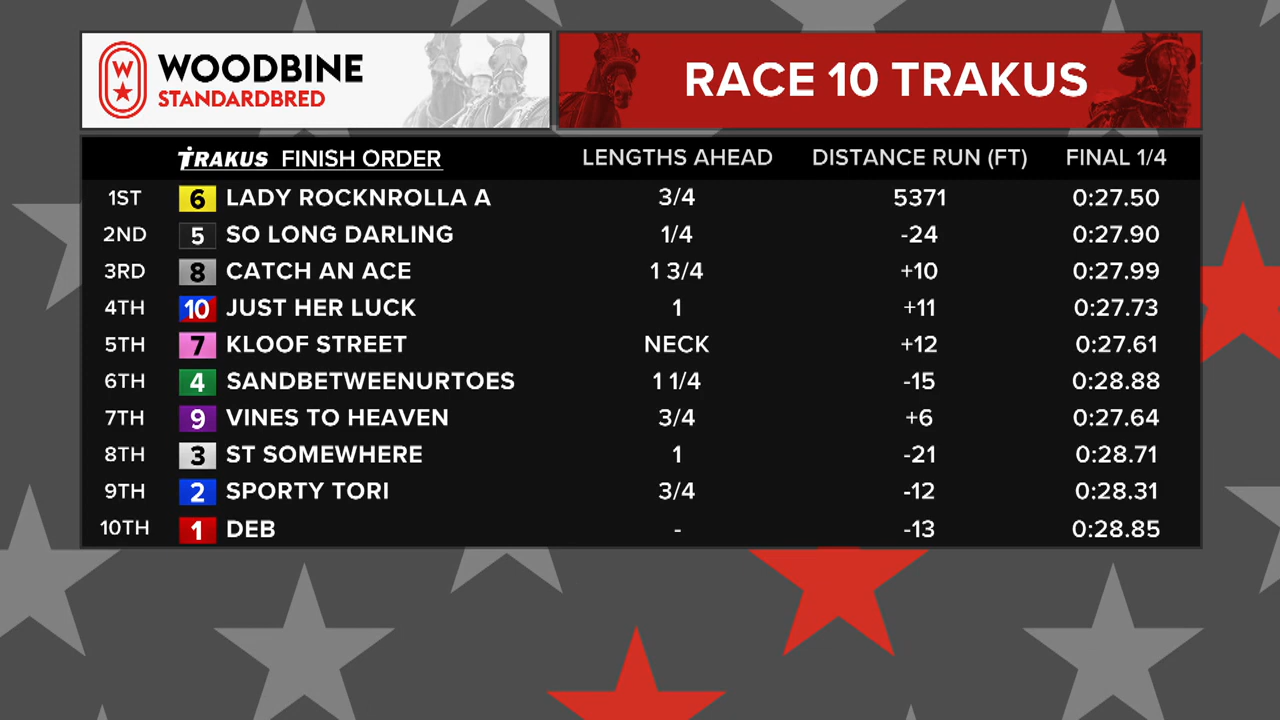 W
WOODBINE
STANDARDBRED
RACE 10 TRAKUS
TRAKUS FINISH ORDER LENGTHS AHEAD DISTANCE RUN (FT) FINAL 1/4
1ST 6 LADY ROCKNROLLA A 3/4 5371 0:27.50
2ND 5 SO LONG DARLING 1/4 -24 0:27.90
3RD 8 CATCH AN ACE 1 3/4 +10 0:27.99
4TH 10 JUST HER LUCK 1 +11 0:27.73
5TH 7 KLOOF STREET NECK +12 0:27.61
6TH 4 SANDBETWEENURTOES 1 1/4 -15 0:28.88
7TH 9 VINES TO HEAVEN 3/4 +6 0:27.64
8TH 3 ST SOMEWHERE 1 -21 0:28.71
9TH 2 SPORTY TORI 3/4 -12 0:28.31
10TH 1 DEB - -13 0:28.85